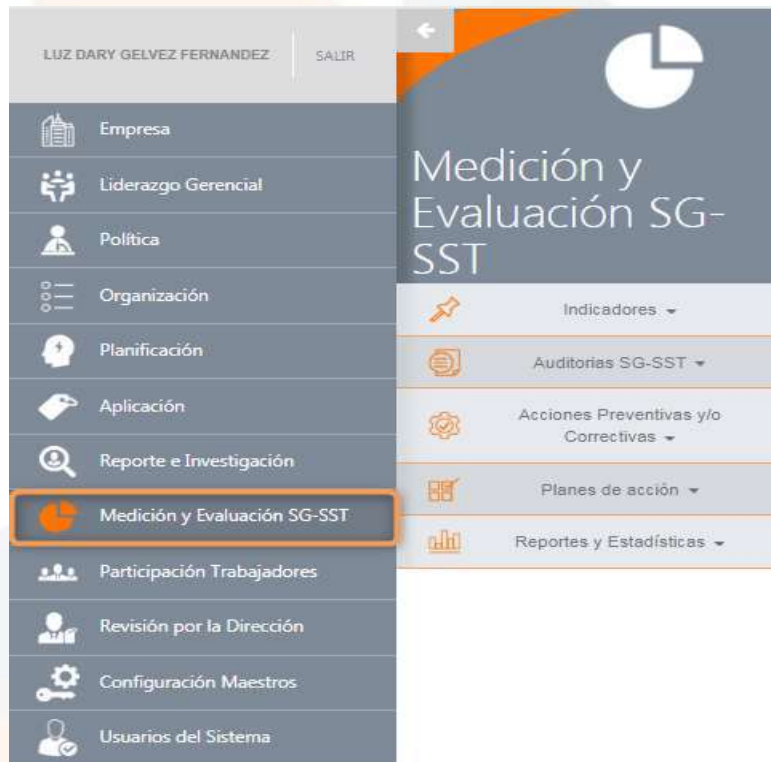 LUZ DARY GELVEZ FERNANDEZ SALIR
Empresa
Liderazgo Gerencial
Política
Organización
Planificación
Aplicación
Reporte e Investigación
Medición y Evaluación SG-SST
Participación Trabajadores
Revisión por la Dirección
Configuración Maestros
Usuarios del Sistema
Medición y
Evaluación SG-
SST
Indicadores
Auditorias SG-SST
Acciones Preventivas y/o
Correctivas
Planes de acción
Reportes y Estadísticas